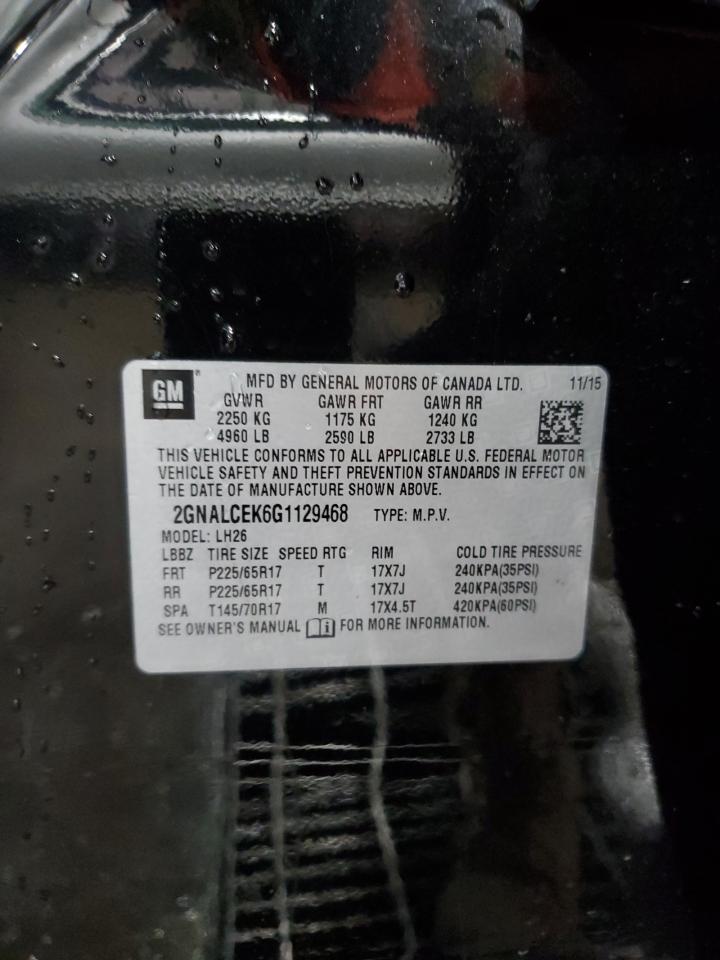 GM MFD BY GENERAL MOTORS OF CANADA LTD. 11/15
GVWR GAWR FRT GAWR RR
2250 KG 1175 KG 1240 KG
4960 LB 2590 LB 2733 LB
THIS VEHICLE CONFORMS TO ALL APPLICABLE U.S. FEDERAL MOTOR
VEHICLE SAFETY AND THEFT PREVENTION STANDARDS IN EFFECT ON
THE DATE OF MANUFACTURE SHOWN ABOVE.
2GNALCEK6G1129468 TYPE: M.P.V.
MODEL: LH26
LBBZ TIRE SIZE SPEED RTG RIM COLD TIRE PRESSURE
FRT P225/65R17 T 17X7J 240KPA(35PSI)
RR P225/65R17 T 17X7J 240KPA(35PSI)
SPA T145/70R17 M 17X4.5T 420KPA(60PSI)
SEE OWNER'S MANUAL FOR MORE INFORMATION.